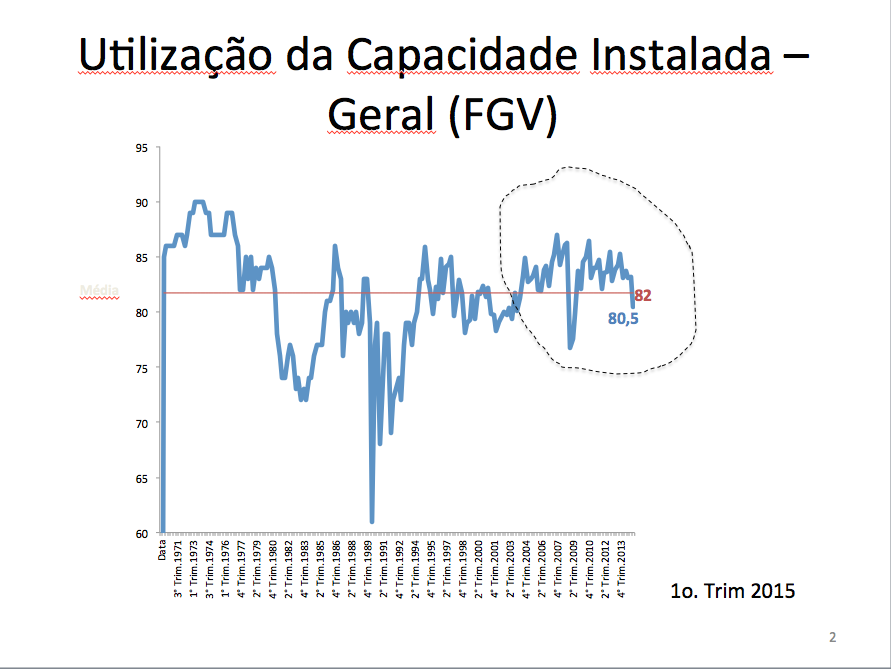 Utilização da Capacidade Instalada –
Geral (FGV)
95
90
85
80
75
70
65
60
Média
82
80,5
Data
3° Trim.1971
1° Trim.1973
3° Trim.1974
1° Trim.1976
4° Trim.1977
2° Trim.1979
4° Trim.1980
2° Trim.1982
4° Trim.1983
2° Trim.1985
4° Trim.1986
2° Trim.1988
4° Trim.1989
2° Trim.1991
4° Trim.1992
2° Trim.1994
4° Trim.1995
2° Trim.1997
4° Trim.1998
2° Trim.2000
4° Trim.2001
2° Trim.2003
4° Trim.2004
2° Trim.2006
4° Trim.2007
2° Trim.2009
4° Trim.2010
2° Trim.2012
4° Trim.2013
1o. Trim 2015
2